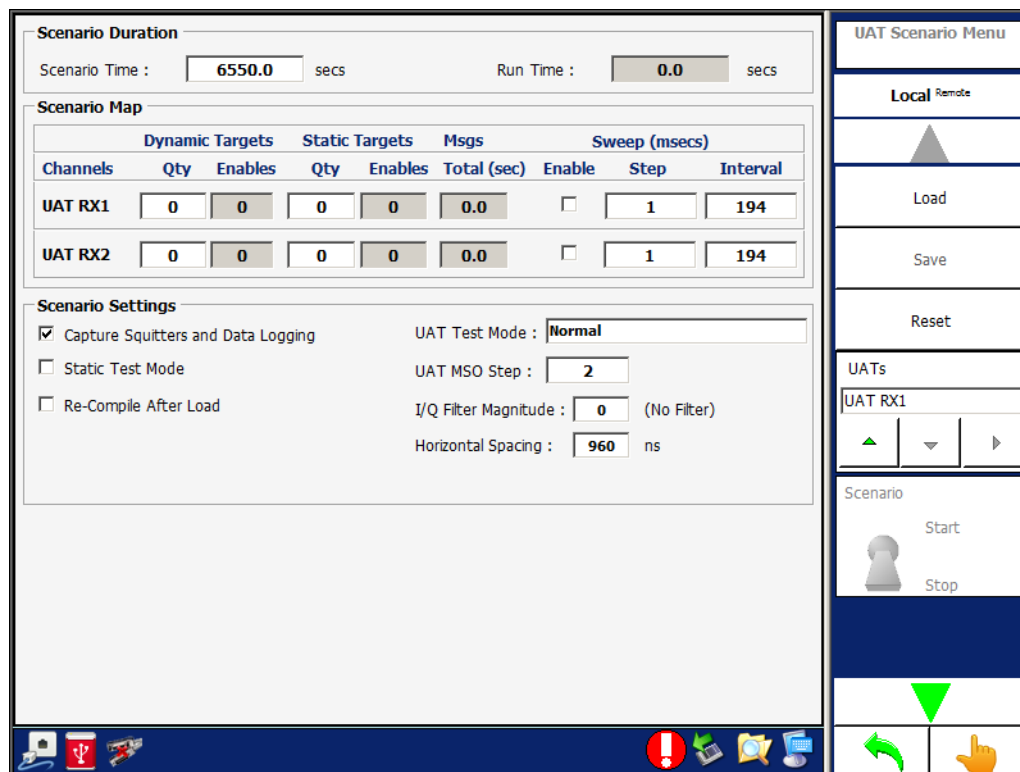 Scenario Duration
Scenario Time : 6550.0 secs Run Time : 0.0 secs
Scenario Map
Dynamic Targets Static Targets Msgs Sweep (msecs)
Channels Qty Enables Qty Enables Total (sec) Enable Step Interval
UAT RX1 0 0 0 0 0.0 1 194
UAT RX2 0 0 0 0 0.0 1 194
Scenario Settings
Capture Squitters and Data Logging UAT Test Mode : Normal
Static Test Mode UAT MSO Step : 2
Re-Compile After Load I/Q Filter Magnitude : 0 (No Filter)
Horizontal Spacing : 960 ns
UAT Scenario Menu
Local Remote
Load
Save
Reset
UATs
UAT RX1
Scenario
Start
Stop